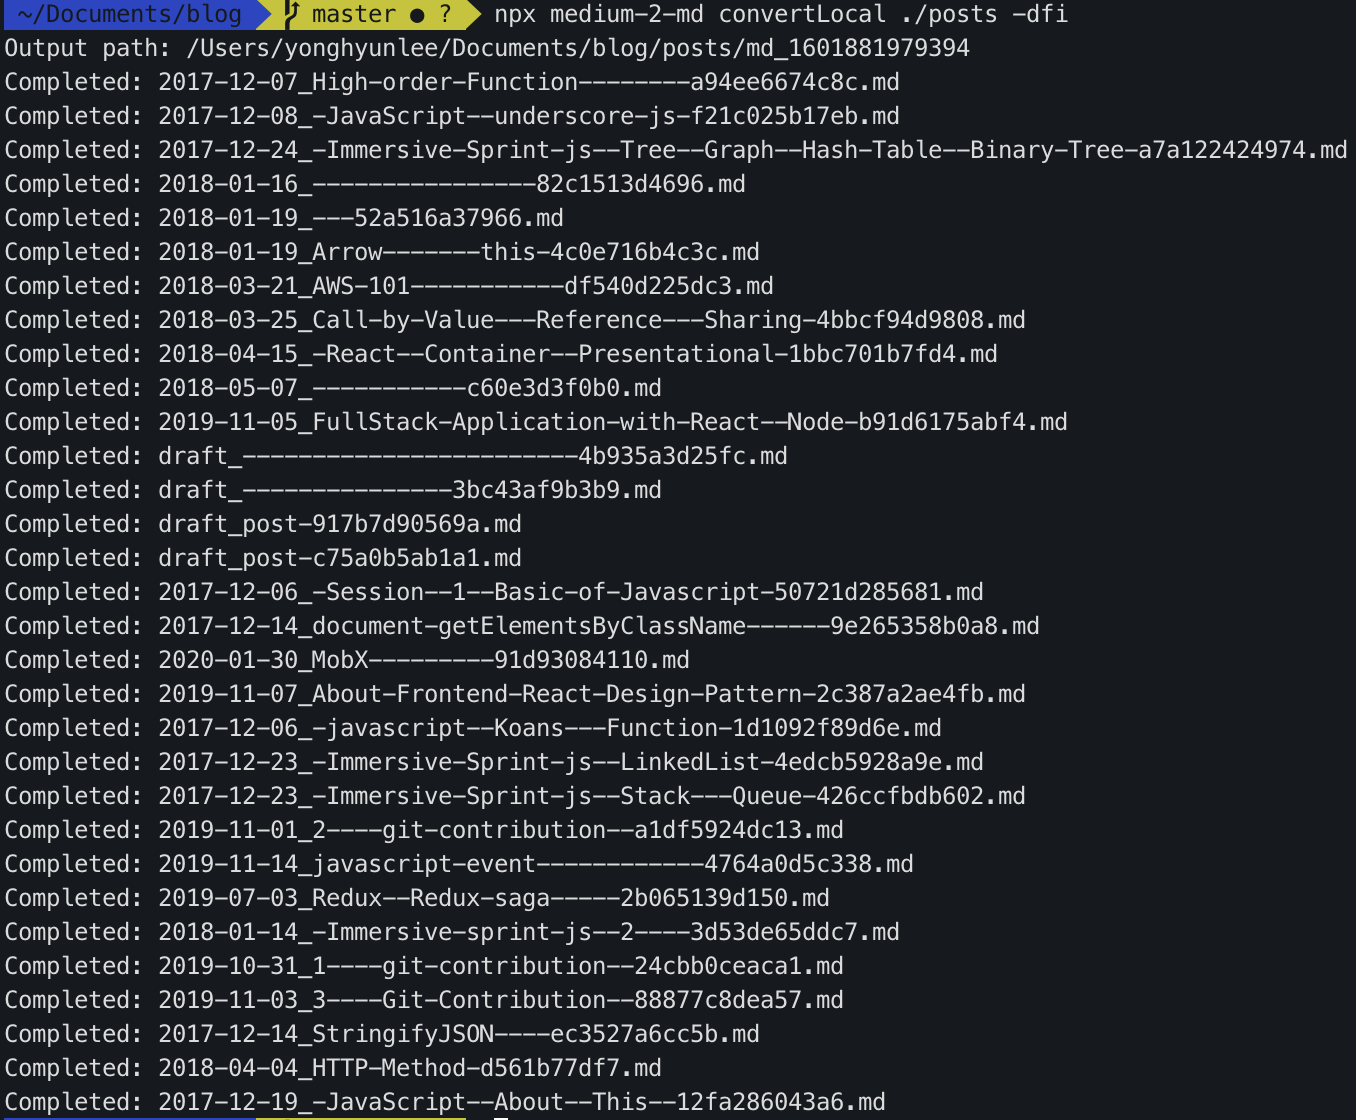 ~/Documents/blog master ● ? npx medium-2-md convertLocal ./posts -dfi
Output path: /Users/yonghyunlee/Documents/blog/posts/md_1601881979394
Completed: 2017-12-07_High-order-Function--------a94ee6674c8c.md
Completed: 2017-12-08_-JavaScript--underscore-js-f21c025b17eb.md
Completed: 2017-12-24_-Immersive-Sprint-js--Tree--Graph--Hash-Table--Binary-Tree-a7a122424974.md
Completed: 2018-01-16_----------------82c1513d4696.md
Completed: 2018-01-19_---52a516a37966.md
Completed: 2018-01-19_Arrow-------this-4c0e716b4c3c.md
Completed: 2018-03-21_AWS-101-----------df540d225dc3.md
Completed: 2018-03-25_Call-by-Value---Reference---Sharing-4bbcf94d9808.md
Completed: 2018-04-15_-React--Container--Presentational-1bbc701b7fd4.md
Completed: 2018-05-07_-----------c60e3d3f0b0.md
Completed: 2019-11-05_FullStack-Application-with-React--Node-b91d6175abf4.md
Completed: draft_------------------------4b935a3d25fc.md
Completed: draft_---------------3bc43af9b3b9.md
Completed: draft_post-917b7d90569a.md
Completed: draft_post-c75a0b5ab1a1.md
Completed: 2017-12-06_-Session--1--Basic-of-Javascript-50721d285681.md
Completed: 2017-12-14_document-getElementsByClassName------9e265358b0a8.md
Completed: 2020-01-30_MobX---------91d93084110.md
Completed: 2019-11-07_About-Frontend-React-Design-Pattern-2c387a2ae4fb.md
Completed: 2017-12-06_-javascript--Koans---Function-1d1092f89d6e.md
Completed: 2017-12-23_-Immersive-Sprint-js--LinkedList-4edcb5928a9e.md
Completed: 2017-12-23_-Immersive-Sprint-js--Stack---Queue-426ccfbdb602.md
Completed: 2019-11-01_2----git-contribution--a1df5924dc13.md
Completed: 2019-11-14_javascript-event------------4764a0d5c338.md
Completed: 2019-07-03_Redux--Redux-saga-----2b065139d150.md
Completed: 2018-01-14_-Immersive-sprint-js--2----3d53de65ddc7.md
Completed: 2019-10-31_1----git-contribution--24cbb0ceaca1.md
Completed: 2019-11-03_3----Git-Contribution--88877c8dea57.md
Completed: 2017-12-14_StringifyJSON----ec3527a6cc5b.md
Completed: 2018-04-04_HTTP-Method-d561b77df7.md
Completed: 2017-12-19_-JavaScript--About--This--12fa286043a6.md